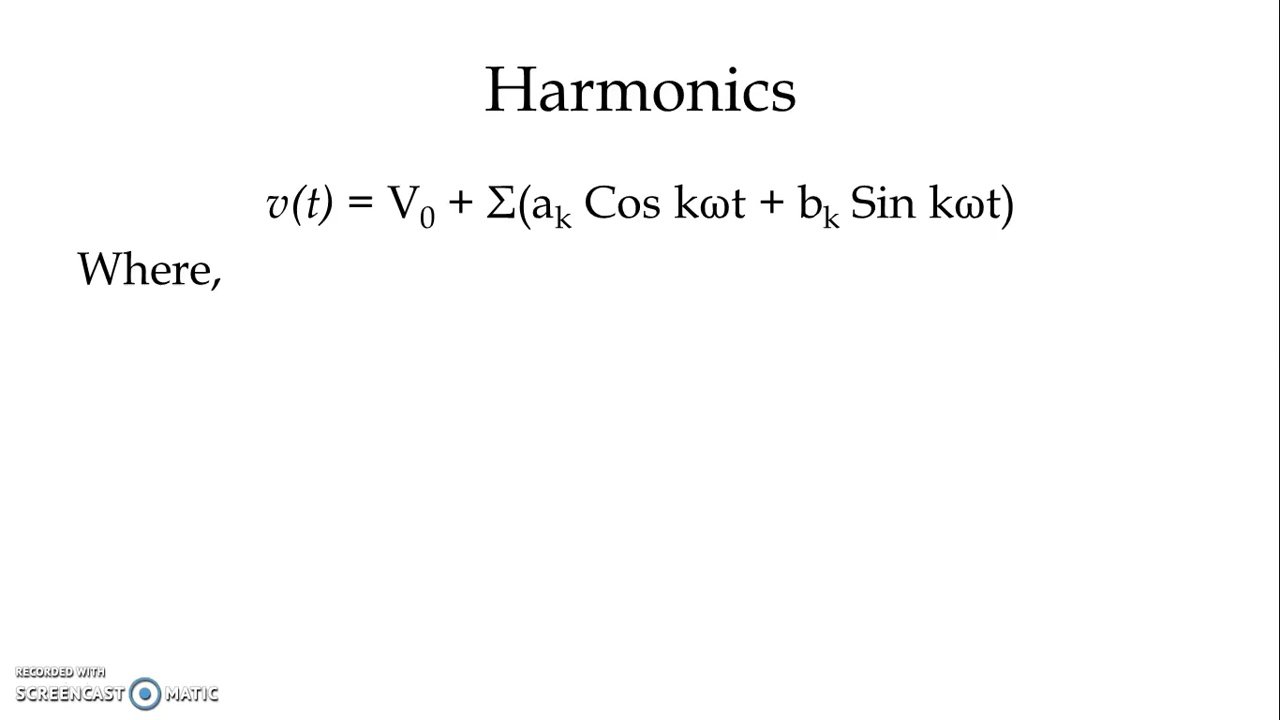 Harmonics
v(t) = V₀ + Σ(aₖ Cos kωt + bₖ Sin kωt)
Where,
RECORDED WITH
SCREENCAST MATIC